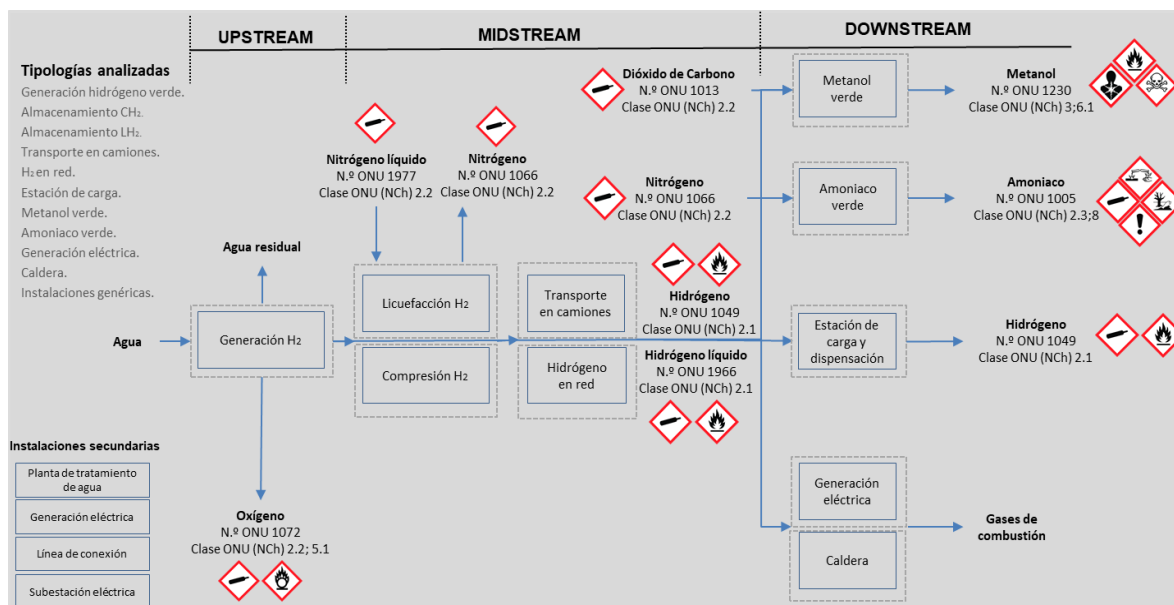 UPSTREAM
MIDSTREAM
DOWNSTREAM
Tipologías analizadas
Generación hidrógeno verde.
Almacenamiento CH₂.
Almacenamiento LH₂.
Transporte en camiones.
H₂ en red.
Estación de carga.
Metanol verde.
Amoniaco verde.
Generación eléctrica.
Caldera.
Instalaciones genéricas.
Agua residual
Agua
Generación H₂
Oxígeno
N.º ONU 1072
Clase ONU (NCh) 2.2; 5.1
Instalaciones secundarias
Planta de tratamiento
de agua
Generación eléctrica
Línea de conexión
Subestación eléctrica
Nitrógeno líquido
N.º ONU 1977
Clase ONU (NCh) 2.2
Nitrógeno
N.º ONU 1066
Clase ONU (NCh) 2.2
Licuefacción H₂
Compresión H₂
Transporte
en camiones
Hidrógeno
en red
Dióxido de Carbono
N.º ONU 1013
Clase ONU (NCh) 2.2
Nitrógeno
N.º ONU 1066
Clase ONU (NCh) 2.2
Hidrógeno
N.º ONU 1049
Clase ONU (NCh) 2.1
Hidrógeno líquido
N.º ONU 1966
Clase ONU (NCh) 2.1
Metanol
verde
Metanol
N.º ONU 1230
Clase ONU (NCh) 3;6.1
Amoniaco
verde
Amoniaco
N.º ONU 1005
Clase ONU (NCh) 2.3;8
Estación de
carga y
dispensación
Hidrógeno
N.º ONU 1049
Clase ONU (NCh) 2.1
Generación
eléctrica
Caldera
Gases de
combustión